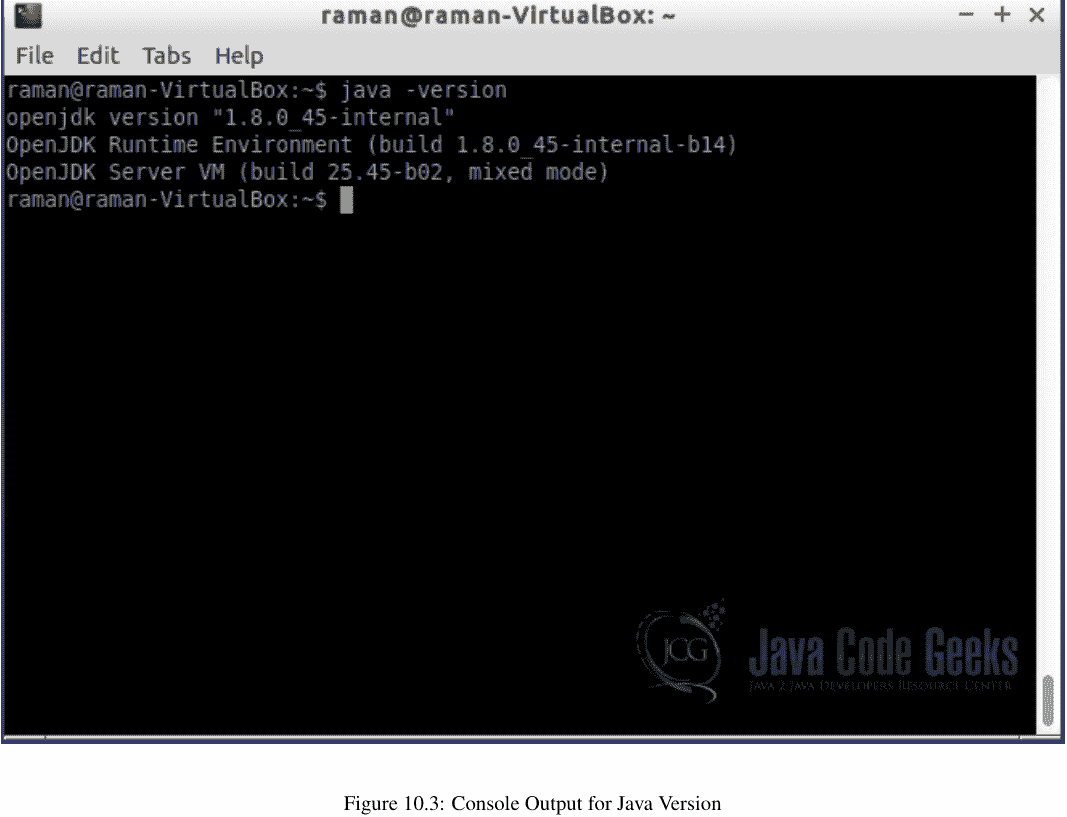 raman@raman-VirtualBox: ~
File Edit Tabs Help
raman@raman-VirtualBox:~$ java -version
openjdk version "1.8.0_45-internal"
OpenJDK Runtime Environment (build 1.8.0_45-internal-b14)
OpenJDK Server VM (build 25.45-b02, mixed mode)
raman@raman-VirtualBox:~$
JCG
Java Code Geeks
JAVA 2 JAVA DEVELOPERS RESOURCE CENTER
Figure 10.3: Console Output for Java Version